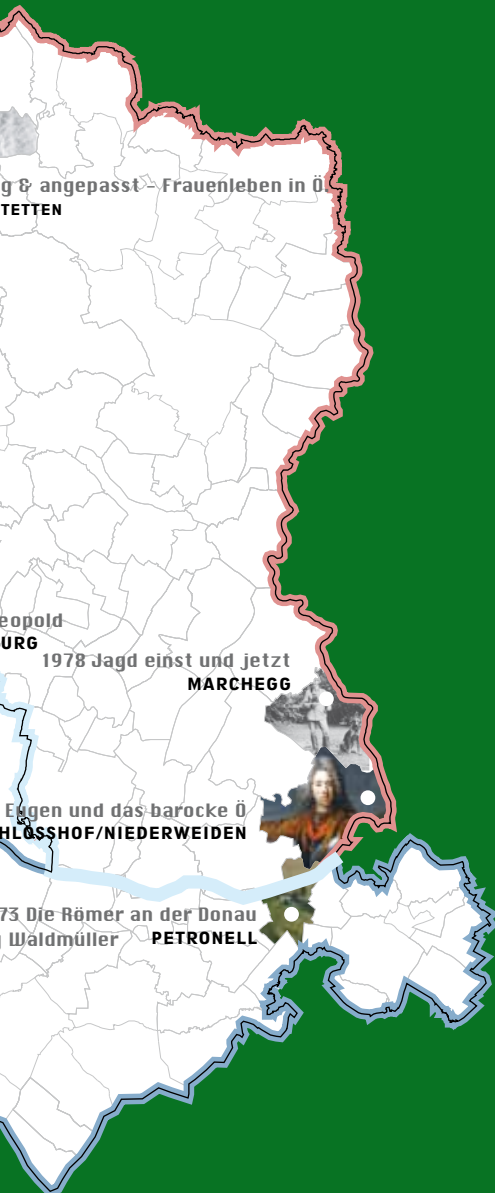 g & angepasst – Frauenleben in Ö.
TETTEN
eopold
URG
1978 Jagd einst und jetzt
MARCHEGG
Eugen und das barocke Ö
HLOSSHOF/NIEDERWEIDEN
73 Die Römer an der Donau
Waldmüller PETRONELL